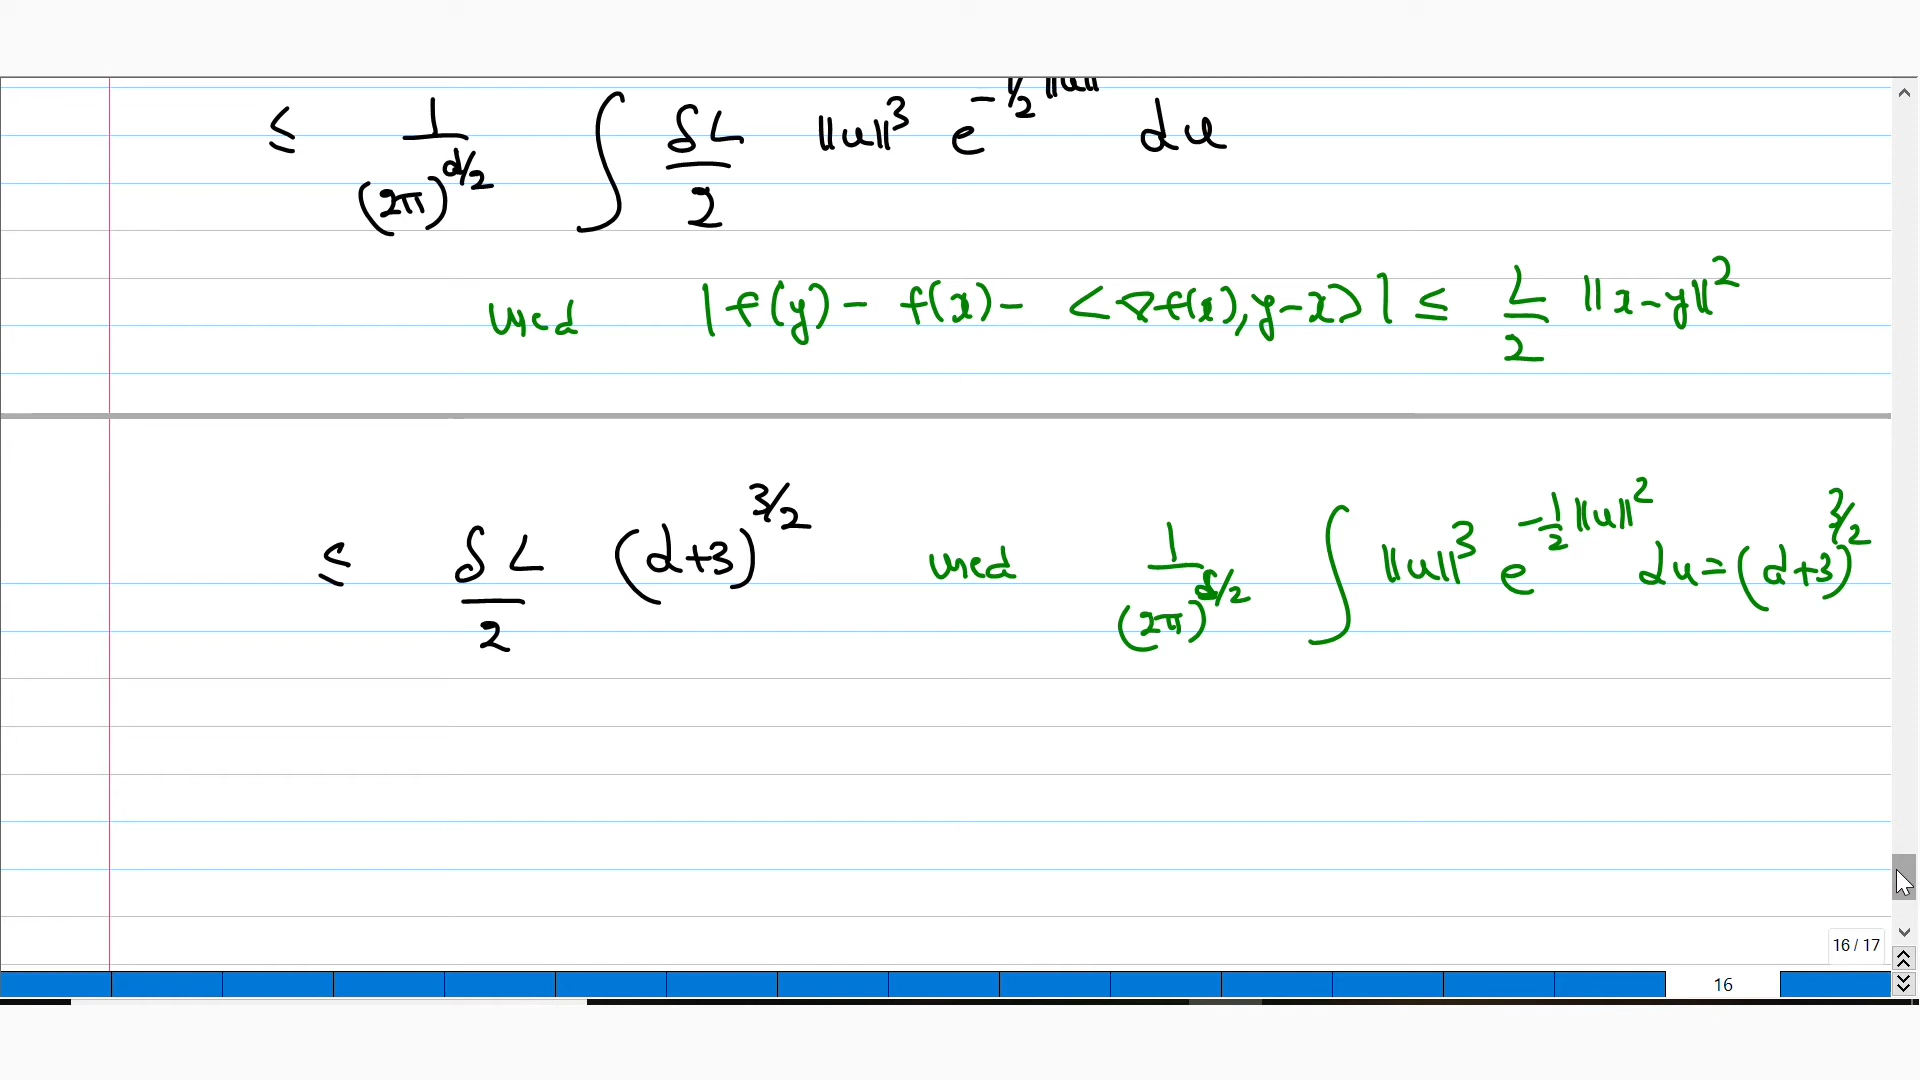 ≤ 1/(2π)^{d/2} ∫ δL/2 ‖u‖^3 e^{-1/2 ‖u‖} du
used |f(y) - f(x) - <∇f(x), y-x>| ≤ L/2 ‖x-y‖^2
≤ δL/2 (d+3)^{3/2} used 1/(2π)^{d/2} ∫ ‖u‖^3 e^{-1/2 ‖u‖^2} du = (d+3)^{3/2}
16 / 17
16